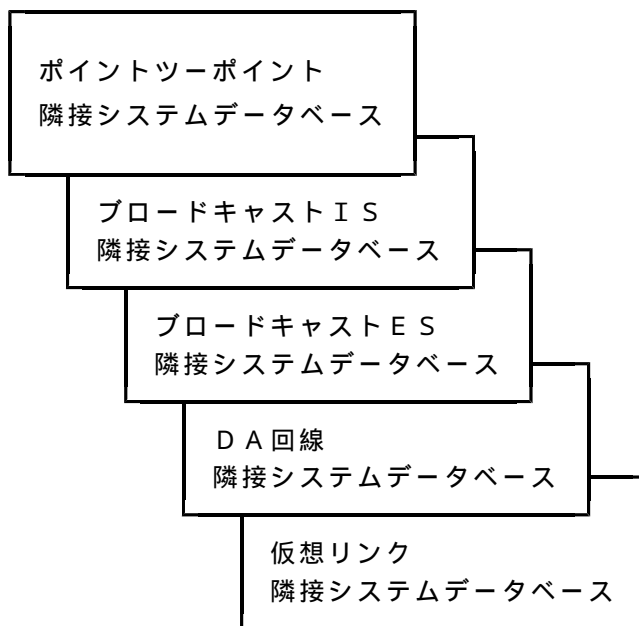 ポイントツーポイント
隣接システムデータベース
ブロードキャストＩＳ
隣接システムデータベース
ブロードキャストＥＳ
隣接システムデータベース
ＤＡ回線
隣接システムデータベース
仮想リンク
隣接システムデータベース